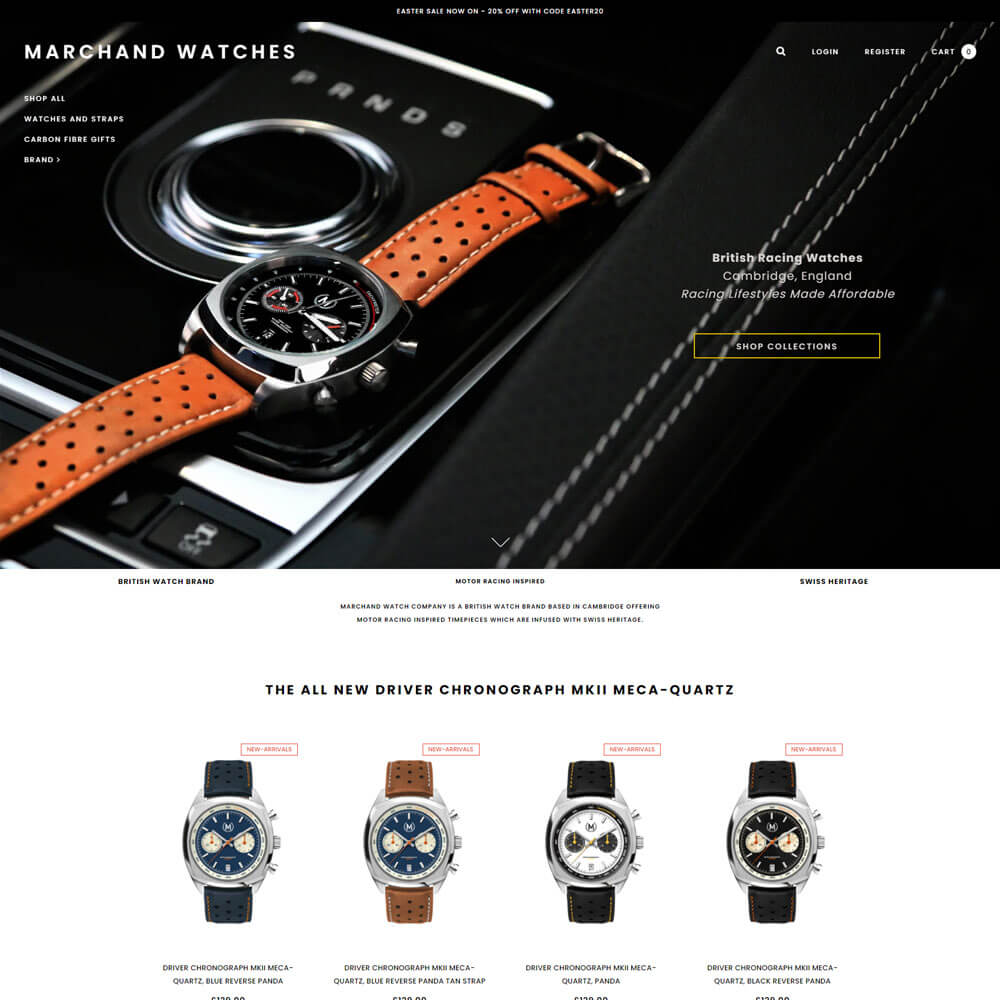 EASTER SALE NOW ON - 20% OFF WITH CODE EASTER20
MARCHAND WATCHES
LOGIN
REGISTER
CART 0
SHOP ALL
WATCHES AND STRAPS
CARBON FIBRE GIFTS
BRAND >
PRNDS
British Racing Watches
Cambridge, England
Racing Lifestyles Made Affordable
SHOP COLLECTIONS
OFF
BRITISH WATCH BRAND
MOTOR RACING INSPIRED
SWISS HERITAGE
MARCHAND WATCH COMPANY IS A BRITISH WATCH BRAND BASED IN CAMBRIDGE OFFERING
MOTOR RACING INSPIRED TIMEPIECES WHICH ARE INFUSED WITH SWISS HERITAGE.
THE ALL NEW DRIVER CHRONOGRAPH MKII MECA-QUARTZ
NEW-ARRIVALS
NEW-ARRIVALS
NEW-ARRIVALS
NEW-ARRIVALS
M
M
M
M
DRIVER CHRONOGRAPH MKII MECA-
QUARTZ, BLUE REVERSE PANDA
DRIVER CHRONOGRAPH MKII MECA-
QUARTZ, BLUE REVERSE PANDA TAN STRAP
DRIVER CHRONOGRAPH MKII MECA-
QUARTZ, PANDA
DRIVER CHRONOGRAPH MKII MECA-
QUARTZ, BLACK REVERSE PANDA